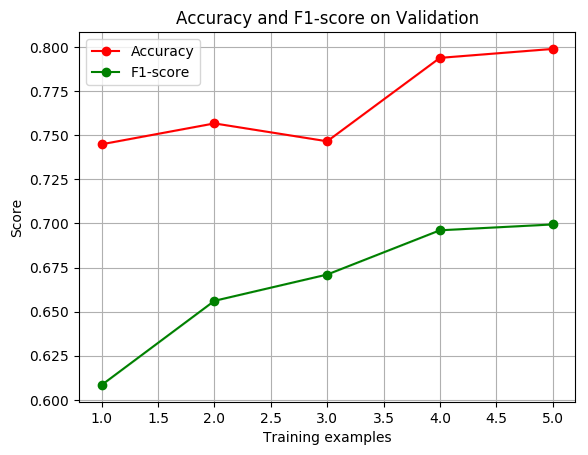 Accuracy and F1-score on Validation
Accuracy
F1-score
0.800
0.775
0.750
0.725
0.700
0.675
0.650
0.625
0.600
Score
1.0 1.5 2.0 2.5 3.0 3.5 4.0 4.5 5.0
Training examples